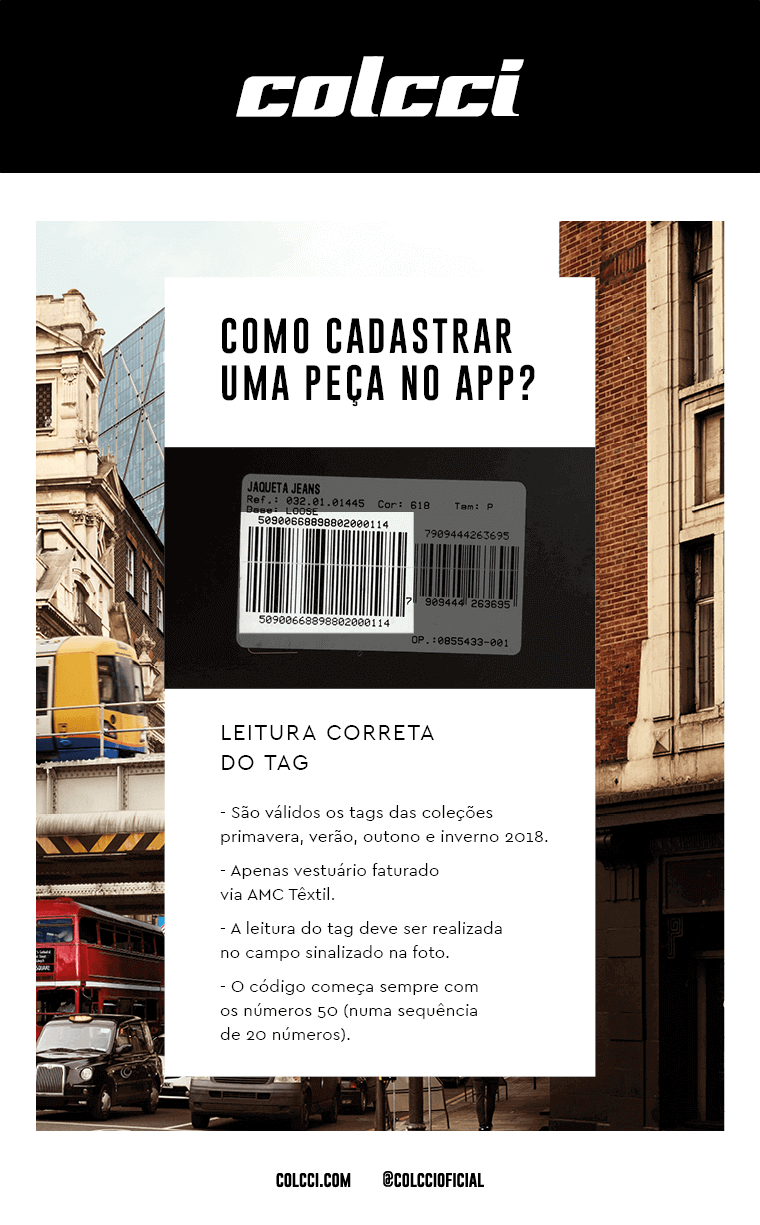 colcci
COMO CADASTRAR
UMA PEÇA NO APP?
JAQUETA JEANS
Ref.: 032.01.01445 Cor: 618 Tam: P
Base: LOOSE
50900668898802000114
7909444263695
50900668898802000114
7 909444 263695
OP.:0855433-001
LEITURA CORRETA
DO TAG
- São válidos os tags das coleções
primavera, verão, outono e inverno 2018.
- Apenas vestuário faturado
via AMC Têxtil.
- A leitura do tag deve ser realizada
no campo sinalizado na foto.
- O código começa sempre com
os números 50 (numa sequência
de 20 números).
COLCCI.COM @COLCCIOFICIAL